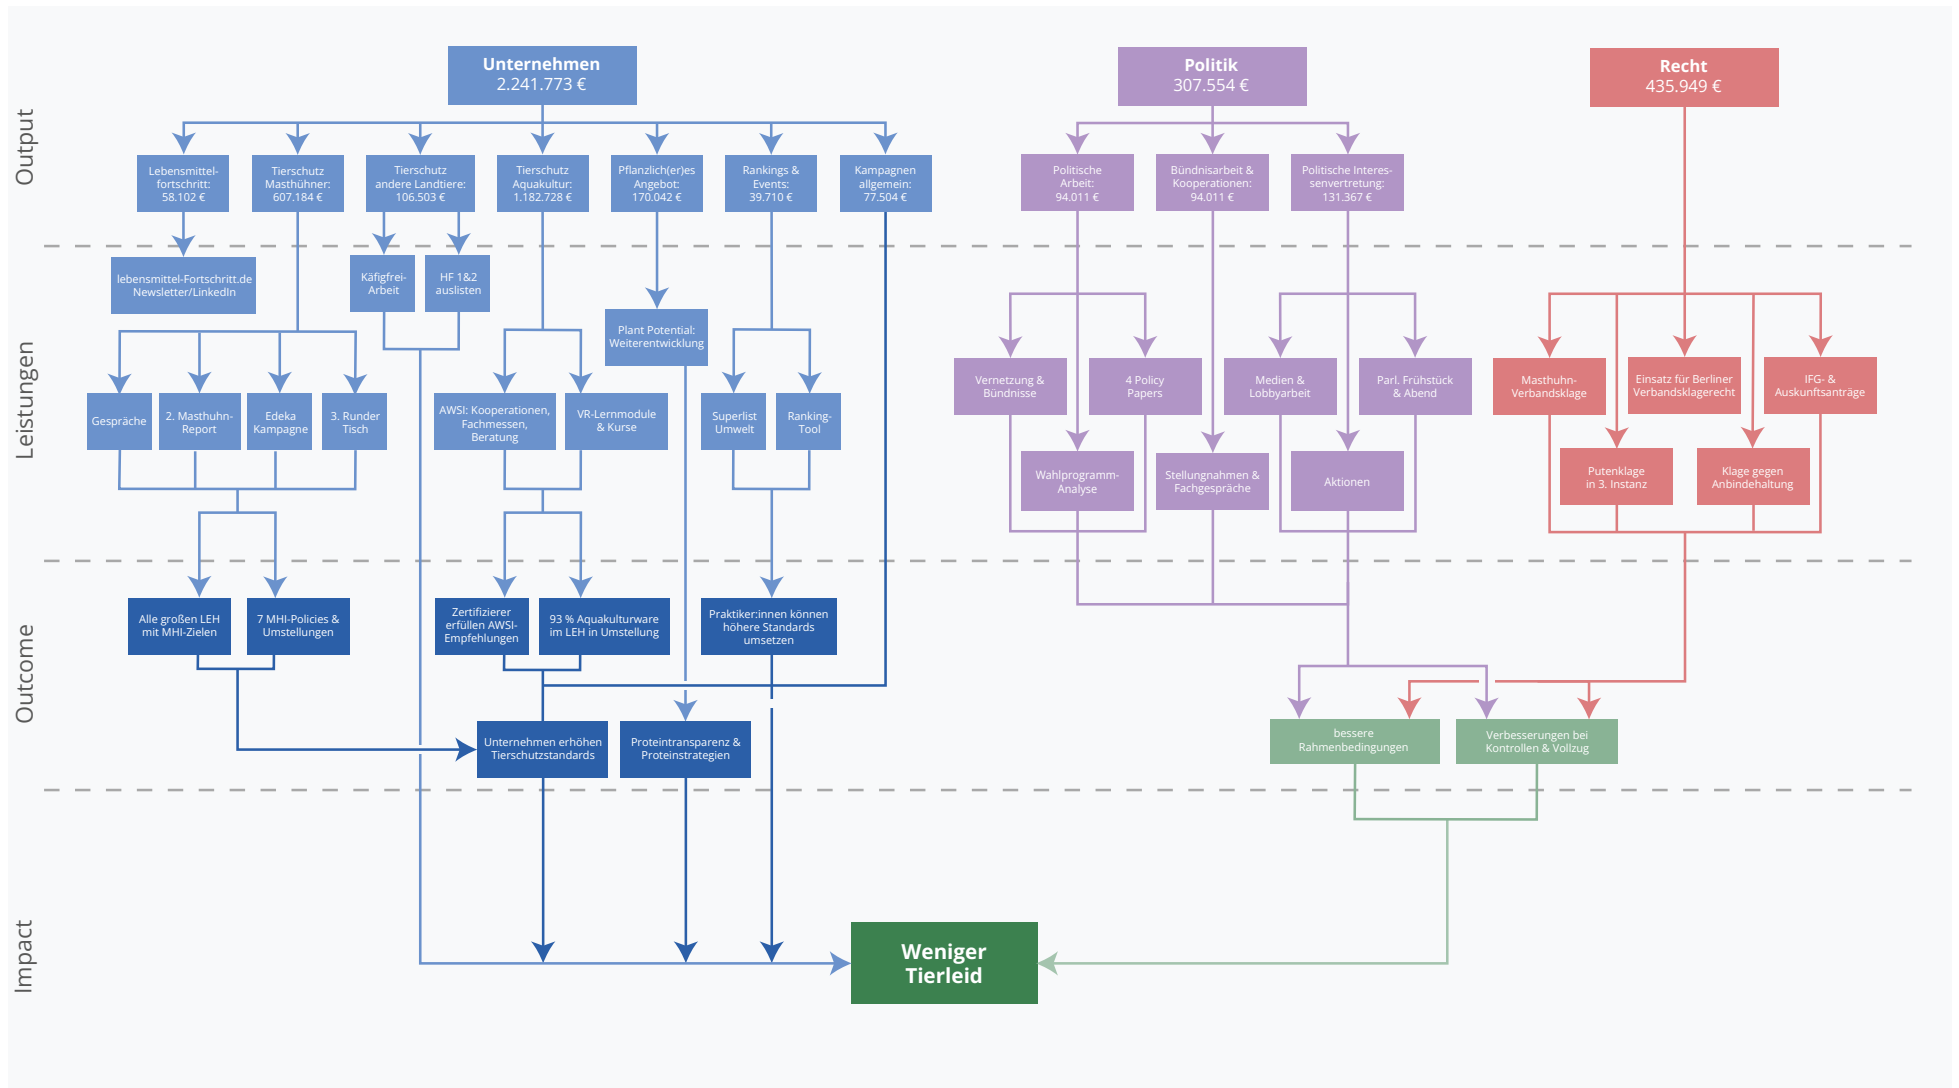 Output
Unternehmen
2.241.773 €
Politik
307.554 €
Recht
435.949 €
Lebensmittel-
fortschritt:
58.102 €
Tierschutz
Masthühner:
607.184 €
Tierschutz
andere Landtiere:
106.503 €
Tierschutz
Aquakultur:
1.182.728 €
Pflanzlich(er)es
Angebot:
170.042 €
Rankings &
Events:
39.710 €
Kampagnen
allgemein:
77.504 €
Politische
Arbeit:
94.011 €
Bündnisarbeit &
Kooperationen:
94.011 €
Politische Interes-
senvertretung:
131.367 €
Leistungen
lebensmittel-Fortschritt.de
Newsletter/LinkedIn
Käfigfrei-
Arbeit
HF 1&2
auslisten
Plant Potential:
Weiterentwicklung
Gespräche
2. Masthuhn-
Report
Edeka
Kampagne
3. Runder
Tisch
AWSI: Kooperationen,
Fachmessen,
Beratung
VR-Lernmodule
& Kurse
Superlist
Umwelt
Ranking-
Tool
Vernetzung &
Bündnisse
4 Policy
Papers
Medien &
Lobbyarbeit
Parl. Frühstück
& Abend
Masthuhn-
Verbandsklage
Einsatz für Berliner
Verbandsklagerecht
IFG- &
Auskunftsanträge
Wahlprogramm-
Analyse
Stellungnahmen &
Fachgespräche
Aktionen
Putenklage
in 3. Instanz
Klage gegen
Anbindehaltung
Outcome
Alle großen LEH
mit MHI-Zielen
7 MHI-Policies &
Umstellungen
Zertifizierer
erfüllen AWSI-
Empfehlungen
93 % Aquakulturware
im LEH in Umstellung
Praktiker:innen können
höhere Standards
umsetzen
Unternehmen erhöhen
Tierschutzstandards
Proteintransparenz &
Proteinstrategien
bessere
Rahmenbedingungen
Verbesserungen bei
Kontrollen & Vollzug
Impact
Weniger
Tierleid